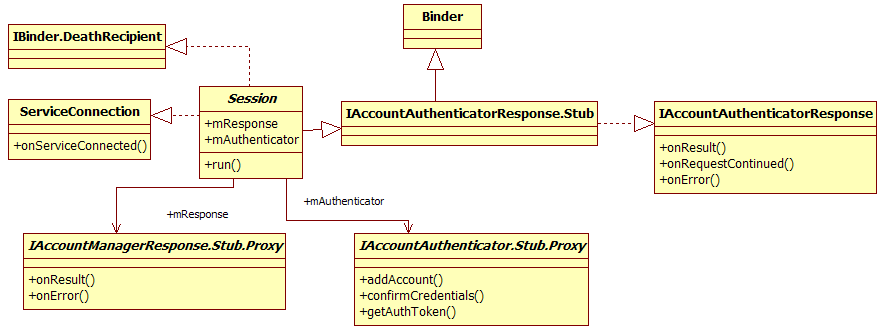 Binder
IBinder.DeathRecipient
Session
+mResponse
+mAuthenticator
+run()
ServiceConnection
+onServiceConnected()
IAccountAuthenticatorResponse.Stub
IAccountAuthenticatorResponse
+onResult()
+onRequestContinued()
+onError()
+mResponse
+mAuthenticator
IAccountManagerResponse.Stub.Proxy
+onResult()
+onError()
IAccountAuthenticator.Stub.Proxy
+addAccount()
+confirmCredentials()
+getAuthToken()